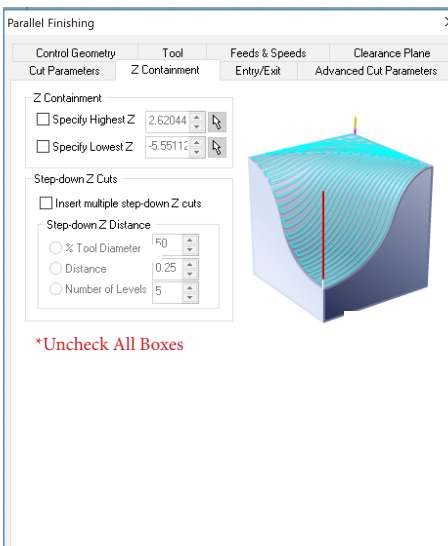 Parallel Finishing
Control Geometry Tool Feeds & Speeds Clearance Plane
Cut Parameters Z Containment Entry/Exit Advanced Cut Parameters
Z Containment
Specify Highest Z 2.62044
Specify Lowest Z -5.55112
Step-down Z Cuts
Insert multiple step-down Z cuts
Step-down Z Distance
% Tool Diameter 50
Distance 0.25
Number of Levels 5
*Uncheck All Boxes